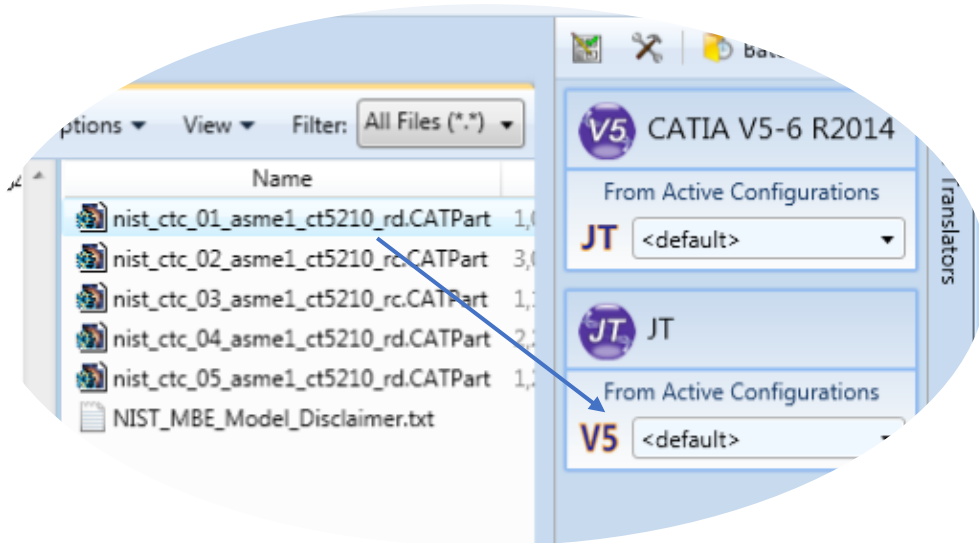 ptions View Filter: All Files (*.*)
Name
nist_ctc_01_asme1_ct5210_rd.CATPart
nist_ctc_02_asme1_ct5210_rc.CATPart
nist_ctc_03_asme1_ct5210_rc.CATPart
nist_ctc_04_asme1_ct5210_rd.CATPart
nist_ctc_05_asme1_ct5210_rd.CATPart
NIST_MBE_Model_Disclaimer.txt
V5 CATIA V5-6 R2014
From Active Configurations
JT <default>
JT JT
From Active Configurations
V5 <default>
Translators